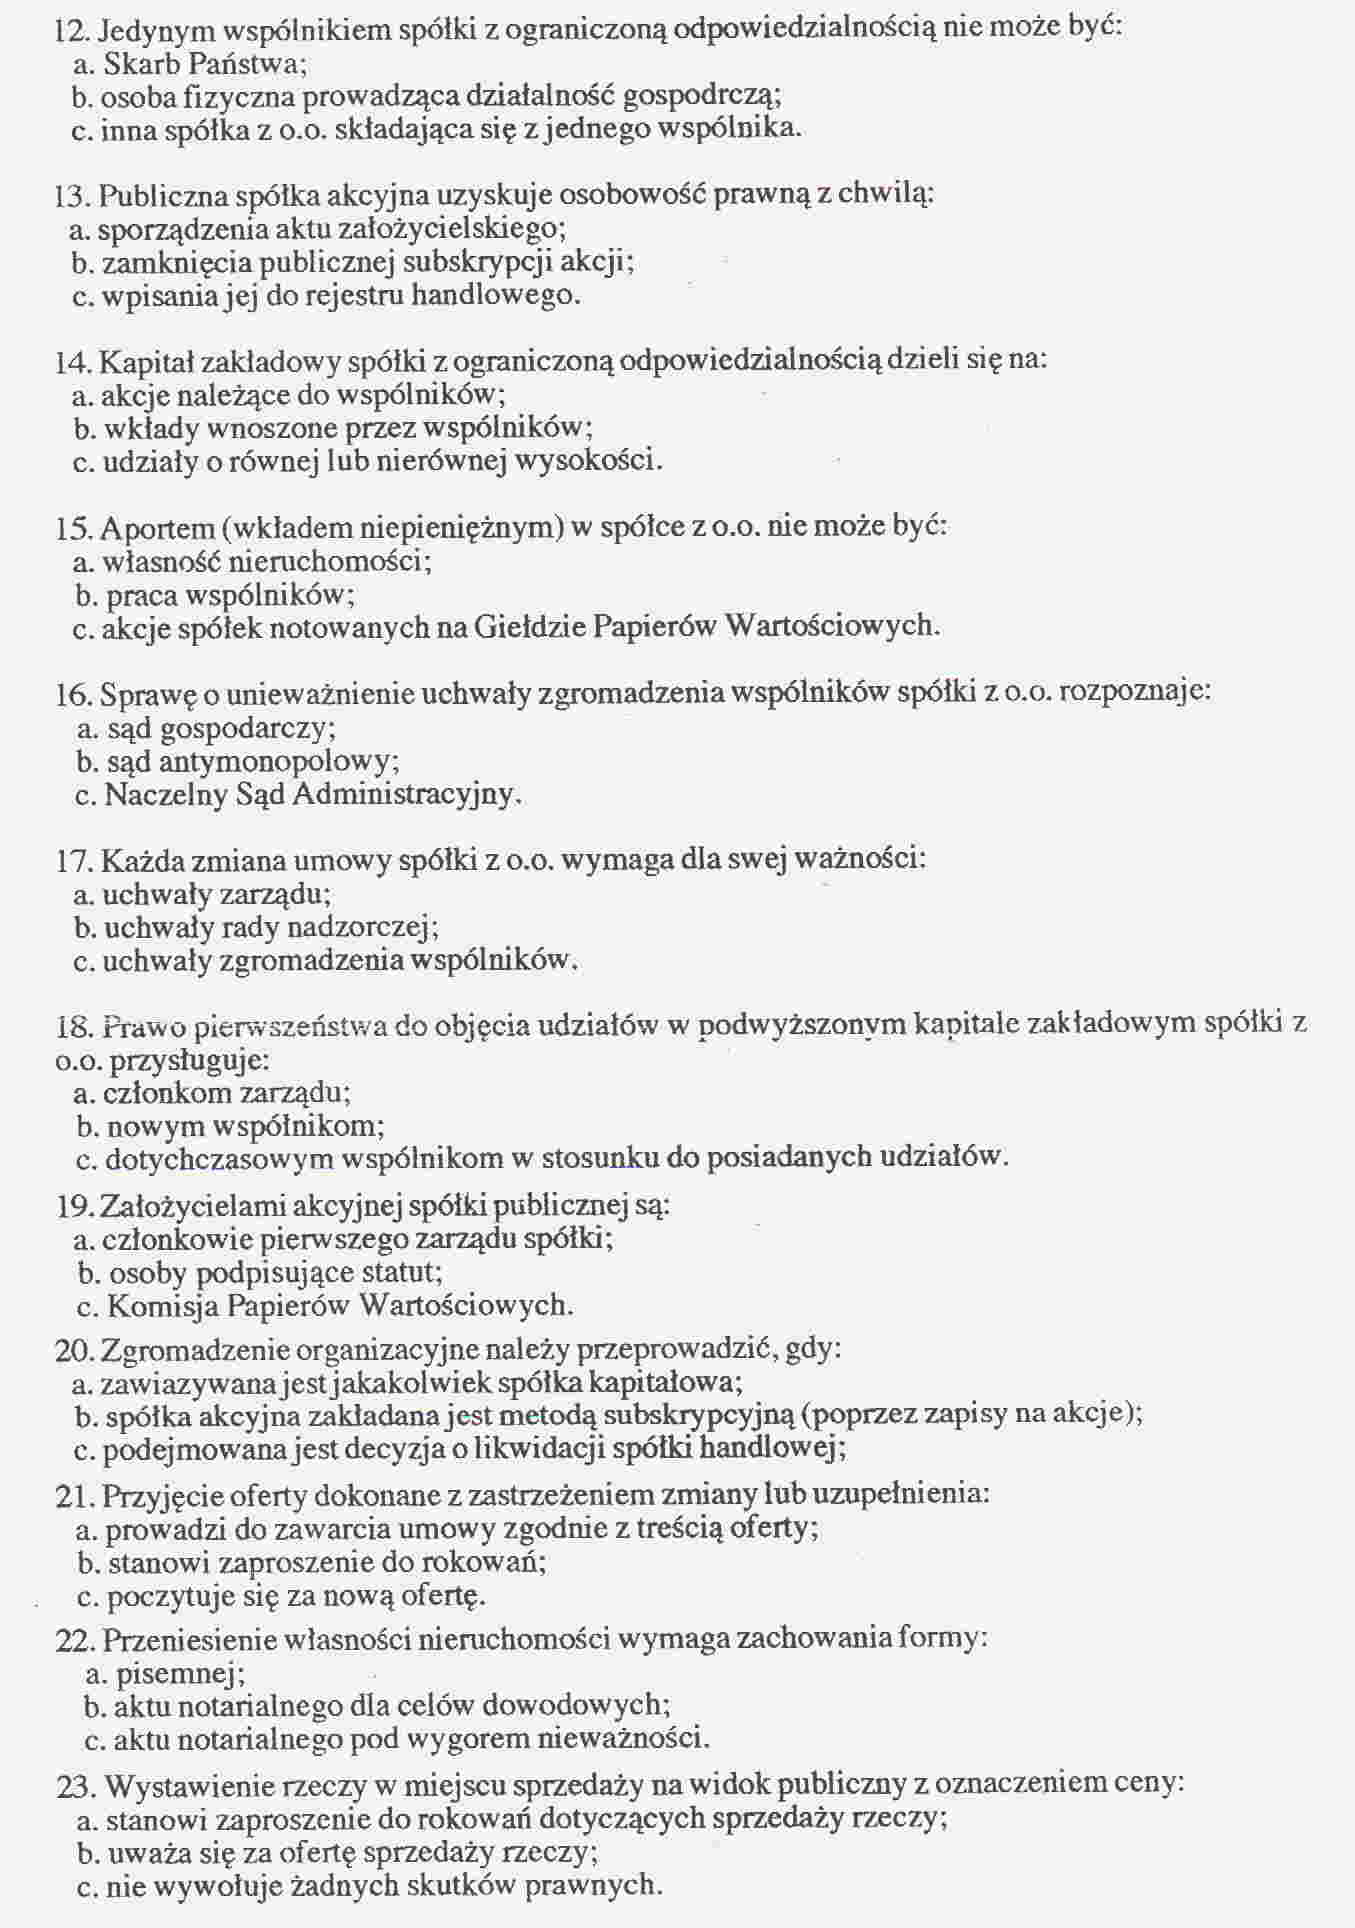 12. Jedynym wspólnikiem spółki z ograniczoną odpowiedzialnością nie może być:
a. Skarb Państwa;
b. osoba fizyczna prowadząca działalność gospodrczą;
c. inna spółka z o.o. składająca się z jednego wspólnika.
13. Publiczna spółka akcyjna uzyskuje osobowość prawną z chwilą:
a. sporządzenia aktu założycielskiego;
b. zamknięcia publicznej subskrypcji akcji;
c. wpisania jej do rejestru handlowego.
14. Kapitał zakładowy spółki z ograniczoną odpowiedzialnością dzieli się na:
a. akcje należące do wspólników;
b. wkłady wnoszone przez wspólników;
c. udziały o równej lub nierównej wysokości.
15. Aportem (wkładem niepieniężnym) w spółce z o.o. nie może być:
a. własność nieruchomości;
b. praca wspólników;
c. akcje spółek notowanych na Giełdzie Papierów Wartościowych.
16. Sprawę o unieważnienie uchwały zgromadzenia wspólników spółki z o.o. rozpoznaje:
a. sąd gospodarczy;
b. sąd antymonopolowy;
c. Naczelny Sąd Administracyjny.
17. Każda zmiana umowy spółki z o.o. wymaga dla swej ważności:
a. uchwały zarządu;
b. uchwały rady nadzorczej;
c. uchwały zgromadzenia wspólników.
18. Prawo pierwszeństwa do objęcia udziałów w podwyższonym kapitale zakładowym spółki z
o.o. przysługuje:
a. członkom zarządu;
b. nowym wspólnikom;
c. dotychczasowym wspólnikom w stosunku do posiadanych udziałów.
19. Założycielami akcyjnej spółki publicznej są:
a. członkowie pierwszego zarządu spółki;
b. osoby podpisujące statut;
c. Komisja Papierów Wartościowych.
20. Zgromadzenie organizacyjne należy przeprowadzić, gdy:
a. zawiazywana jest jakakolwiek spółka kapitałowa;
b. spółka akcyjna zakładana jest metodą subskrypcyjną (poprzez zapisy na akcje);
c. podejmowana jest decyzja o likwidacji spółki handlowej;
21. Przyjęcie oferty dokonane z zastrzeżeniem zmiany lub uzupełnienia:
a. prowadzi do zawarcia umowy zgodnie z treścią oferty;
b. stanowi zaproszenie do rokowań;
c. poczytuje się za nową ofertę.
22. Przeniesienie własności nieruchomości wymaga zachowania formy:
a. pisemnej;
b. aktu notarialnego dla celów dowodowych;
c. aktu notarialnego pod wygorem nieważności.
23. Wystawienie rzeczy w miejscu sprzedaży na widok publiczny z oznaczeniem ceny:
a. stanowi zaproszenie do rokowań dotyczących sprzedaży rzeczy;
b. uważa się za ofertę sprzedaży rzeczy;
c. nie wywołuje żadnych skutków prawnych.